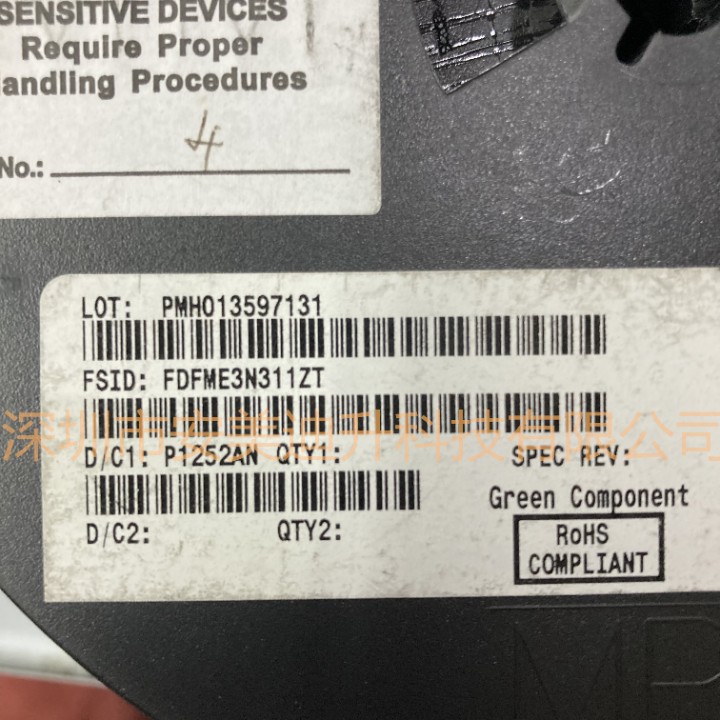 SENSITIVE DEVICES
Require Proper
andling Procedures
No.: 4
LOT: PMH013597131
FSID: FDFME3N311ZT
深圳市安美迪升科技有限公司
D/C1: P1252AN QTY1: SPEC REV:
Green Component
D/C2: QTY2:
RoHS
COMPLIANT